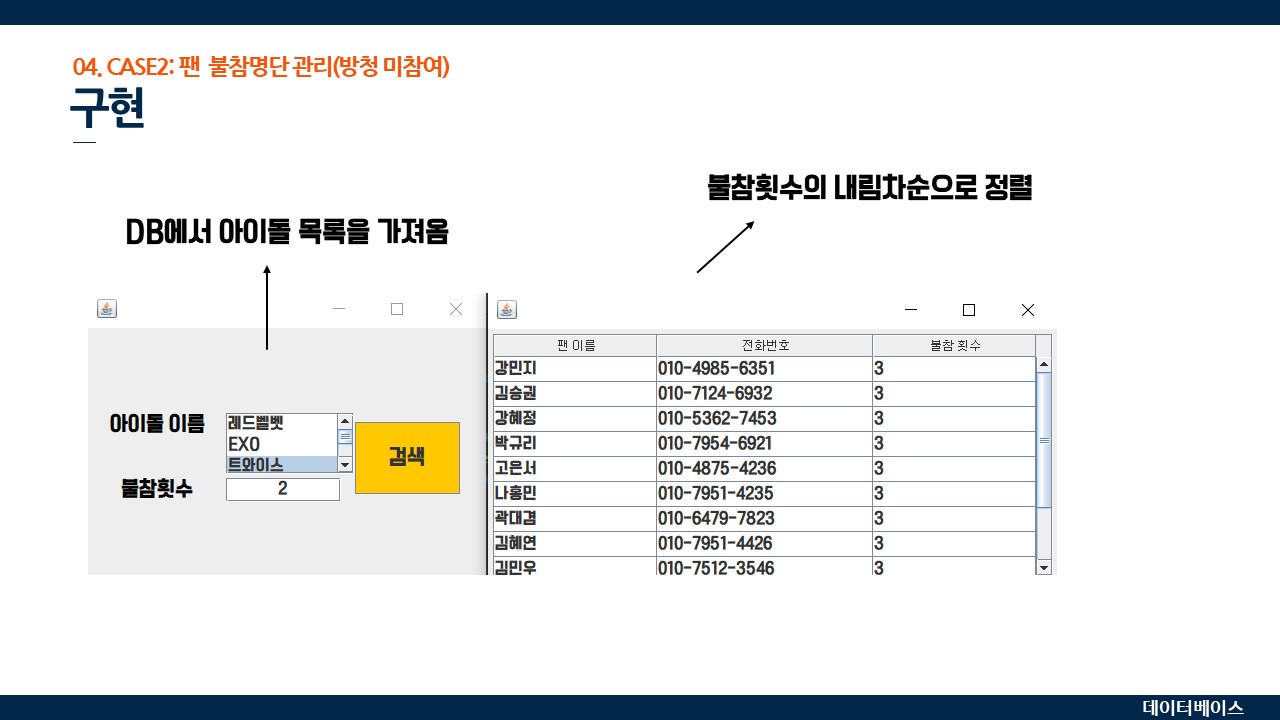 04. CASE2: 팬 불참명단 관리(방청 미참여)
구현
불참횟수의 내림차순으로 정렬
DB에서 아이돌 목록을 가져옴
아이돌 이름
레드벨벳
EXO
트와이스
검색
불참횟수
2
팬 이름 전화번호 불참 횟수
강민지 010-4985-6351 3
김승권 010-7124-6932 3
강혜정 010-5362-7453 3
박규리 010-7954-6921 3
고은서 010-4875-4236 3
나홍민 010-7951-4235 3
곽대겸 010-6479-7823 3
김혜연 010-7951-4426 3
김민우 010-7512-3546 3
데이터베이스